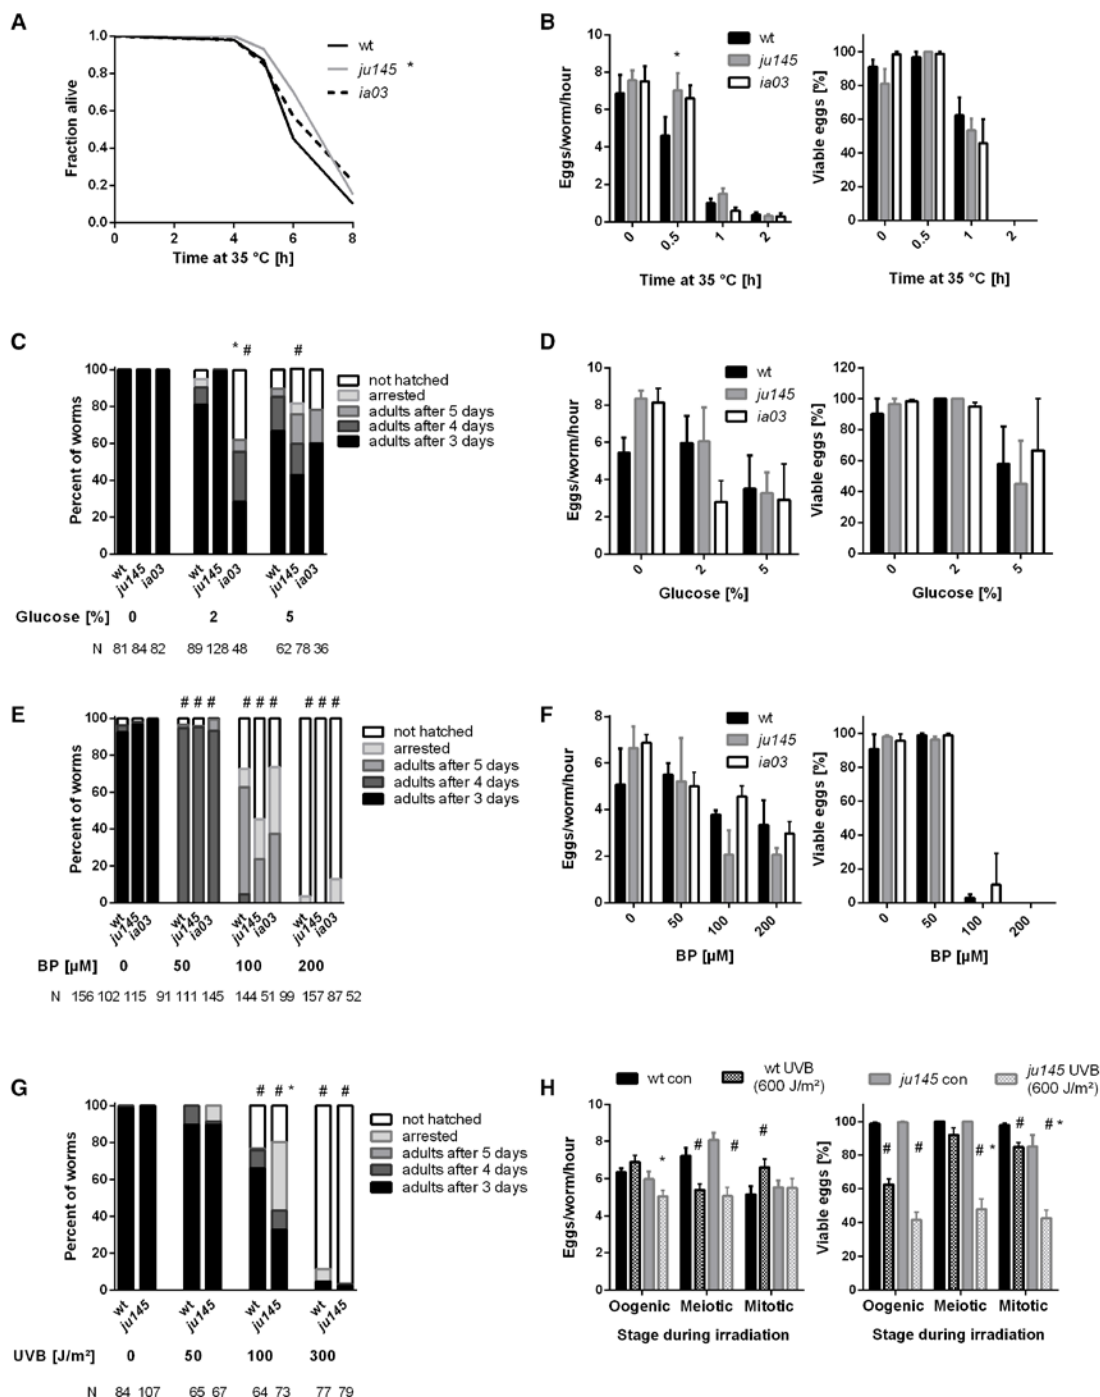 A
1.0
0.8
0.6
0.4
0.2
0.0
Fraction alive
0 2 4 6 8
Time at 35 °C [h]
wt
ju145 *
ia03
B
10
8
6
4
2
0
Eggs/worm/hour
*
wt
ju145
ia03
0 0.5 1 2
Time at 35 °C [h]
100
80
60
40
20
0
Viable eggs [%]
0 0.5 1 2
Time at 35 °C [h]
C
100
80
60
40
20
0
Percent of worms
* # #
not hatched
arrested
adults after 5 days
adults after 4 days
adults after 3 days
wt ju145 ia03 wt ju145 ia03 wt ju145 ia03
Glucose [%] 0 2 5
N 81 84 82 89 128 48 62 78 36
D
10
8
6
4
2
0
Eggs/worm/hour
wt
ju145
ia03
0 2 5
Glucose [%]
120
100
80
60
40
20
0
Viable eggs [%]
0 2 5
Glucose [%]
E
100
80
60
40
20
0
Percent of worms
# # # # # # # # #
not hatched
arrested
adults after 5 days
adults after 4 days
adults after 3 days
wt ju145 ia03 wt ju145 ia03 wt ju145 ia03 wt ju145 ia03
BP [µM] 0 50 100 200
N 156 102 115 91 111 145 144 51 99 157 87 52
F
8
6
4
2
0
Eggs/worm/hour
wt
ju145
ia03
0 50 100 200
BP [µM]
100
80
60
40
20
0
Viable eggs [%]
0 50 100 200
BP [µM]
G
100
80
60
40
20
0
Percent of worms
# # * # #
not hatched
arrested
adults after 5 days
adults after 4 days
adults after 3 days
wt ju145 wt ju145 wt ju145 wt ju145
UVB [J/m²] 0 50 100 300
N 84 107 65 67 64 73 77 79
H
wt con
wt UVB
(600 J/m²)
ju145 con
ju145 UVB
(600 J/m²)
10
8
6
4
2
0
Eggs/worm/hour
* # # #
Oogenic Meiotic Mitotic
Stage during irradiation
100
80
60
40
20
0
Viable eggs [%]
# # # * # # *
Oogenic Meiotic Mitotic
Stage during irradiation